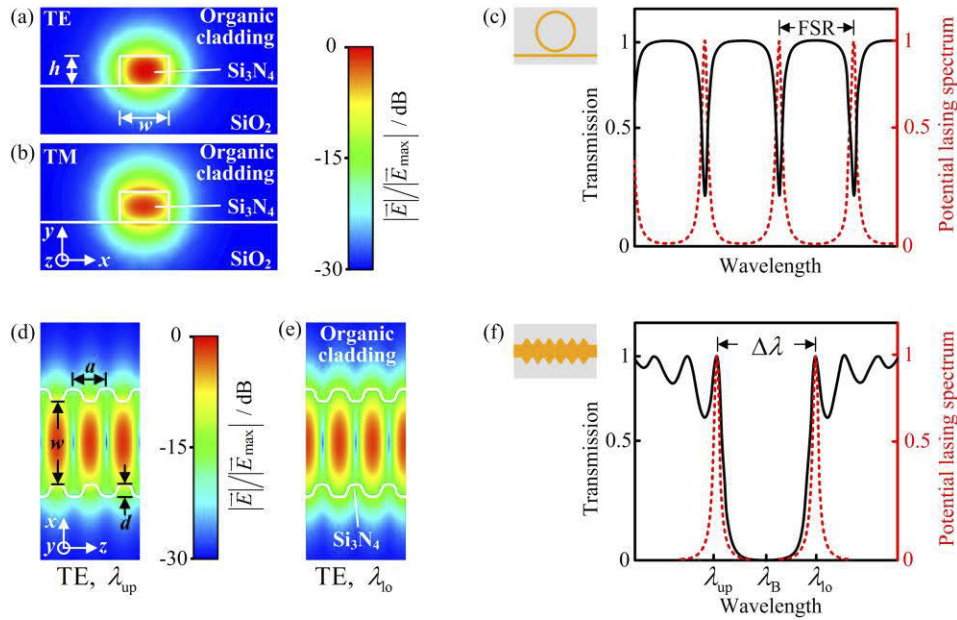 (a)
TE
Organic
cladding
h
Si₃N₄
w
SiO₂
(b)
TM
Organic
cladding
Si₃N₄
y
z
x
SiO₂
0
-15
-30
|E⃗|/|E⃗max| / dB
(c)
FSR
1
0.5
0
Transmission
Wavelength
1
0.5
0
Potential lasing spectrum
(d)
a
w
d
x
y
z
TE, λup
0
-15
-30
|E⃗|/|E⃗max| / dB
(e)
Organic
cladding
Si₃N₄
TE, λlo
(f)
Δλ
1
0.5
0
Transmission
λup
λB
λlo
Wavelength
1
0.5
0
Potential lasing spectrum